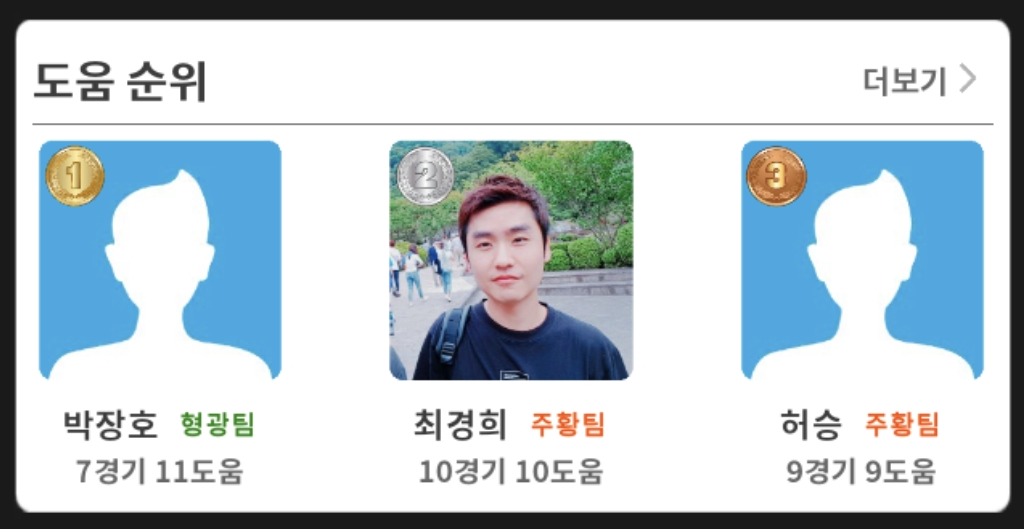 도움 순위
더보기
1
2
3
박장호 형광팀
최경희 주황팀
허승 주황팀
7경기 11도움
10경기 10도움
9경기 9도움